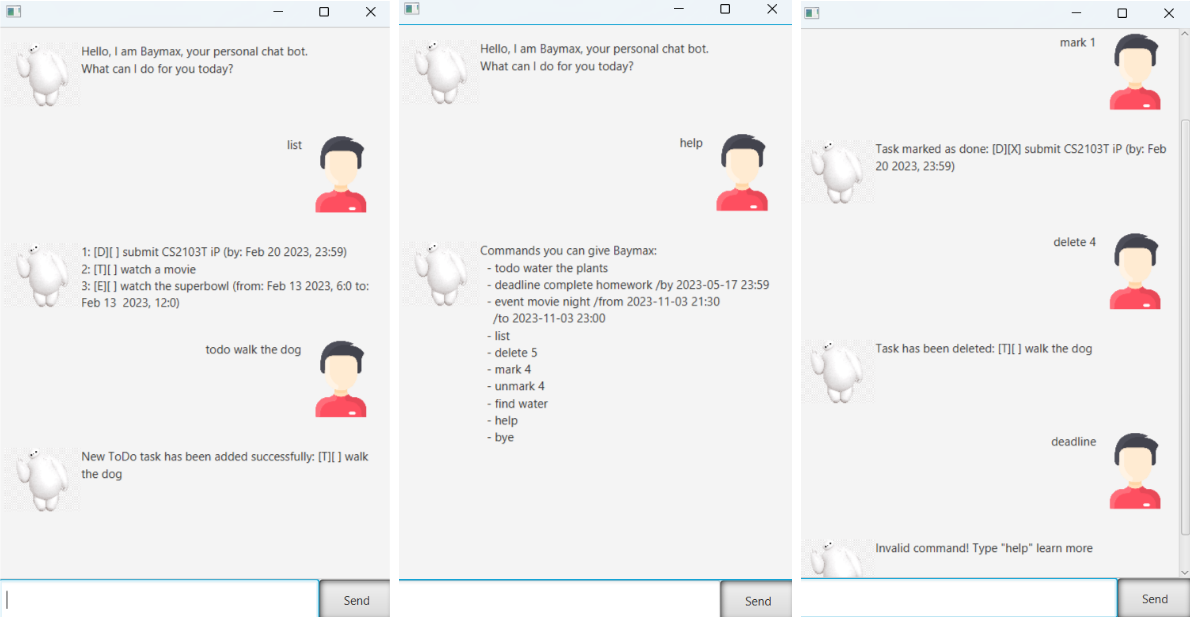 Hello, I am Baymax, your personal chat bot.
What can I do for you today?
list
1: [D][ ] submit CS2103T iP (by: Feb 20 2023, 23:59)
2: [T][ ] watch a movie
3: [E][ ] watch the superbowl (from: Feb 13 2023, 6:0 to:
Feb 13  2023, 12:0)
todo walk the dog
New ToDo task has been added successfully: [T][ ] walk
the dog
Send
Hello, I am Baymax, your personal chat bot.
What can I do for you today?
help
Commands you can give Baymax:
- todo water the plants
- deadline complete homework /by 2023-05-17 23:59
- event movie night /from 2023-11-03 21:30
/to 2023-11-03 23:00
- list
- delete 5
- mark 4
- unmark 4
- find water
- help
- bye
Send
mark 1
Task marked as done: [D][X] submit CS2103T iP (by: Feb
20 2023, 23:59)
delete 4
Task has been deleted: [T][ ] walk the dog
deadline
Invalid command! Type "help" learn more
Send